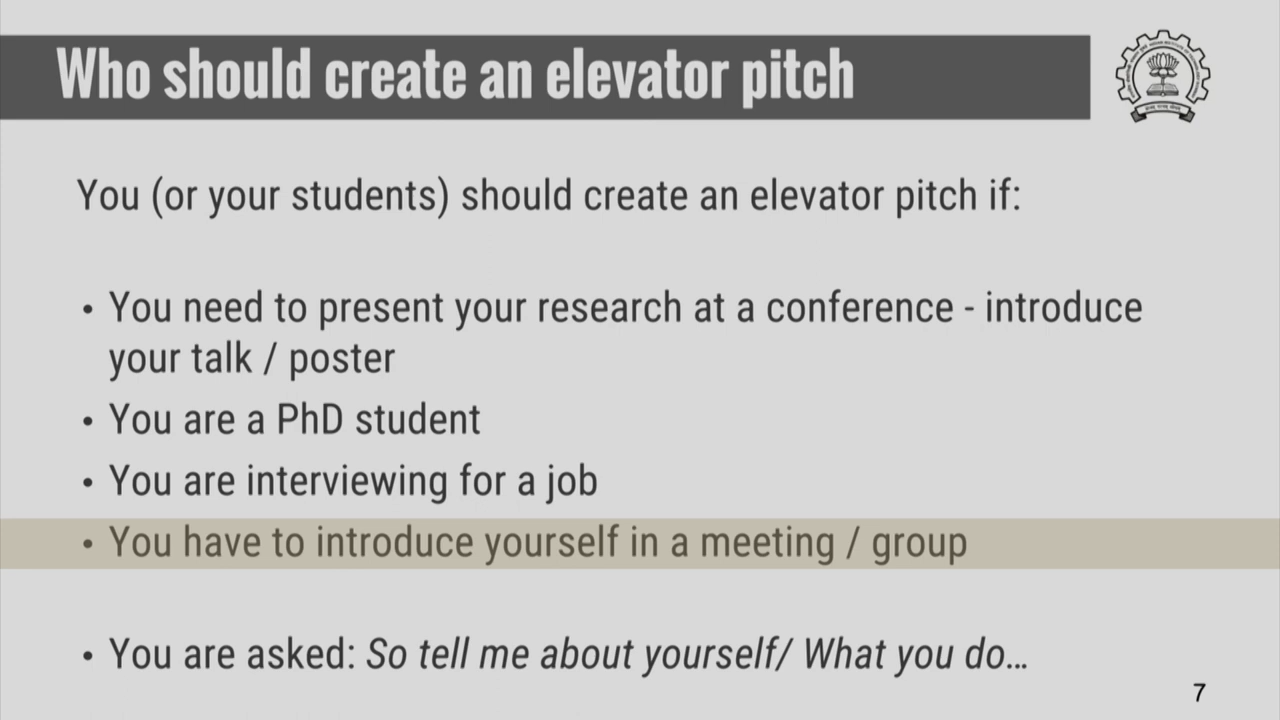 Who should create an elevator pitch
You (or your students) should create an elevator pitch if:
• You need to present your research at a conference - introduce
your talk / poster
• You are a PhD student
• You are interviewing for a job
• You have to introduce yourself in a meeting / group
• You are asked: So tell me about yourself/ What you do...
7